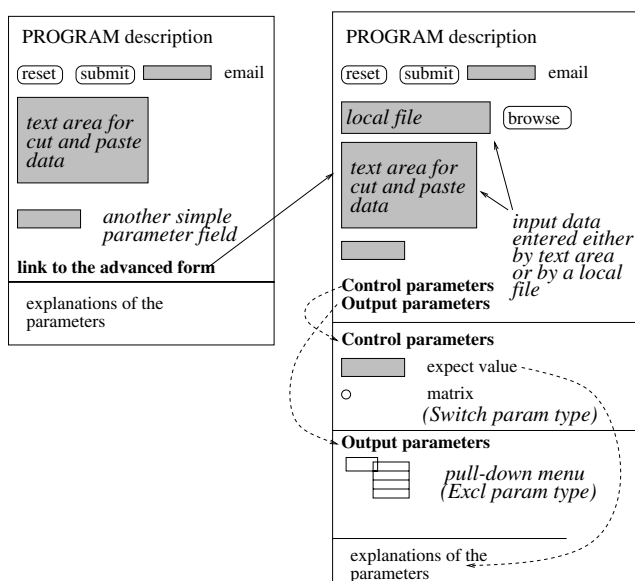 PROGRAM description
reset submit email
text area for
cut and paste
data
another simple
parameter field
link to the advanced form
explanations of the
parameters
PROGRAM description
reset submit email
local file browse
text area for
cut and paste
data
input data
entered either
by text area
or by a local
file
Control parameters
Output parameters
Control parameters
expect value
matrix
(Switch param type)
Output parameters
pull-down menu
(Excl param type)
explanations of the
parameters